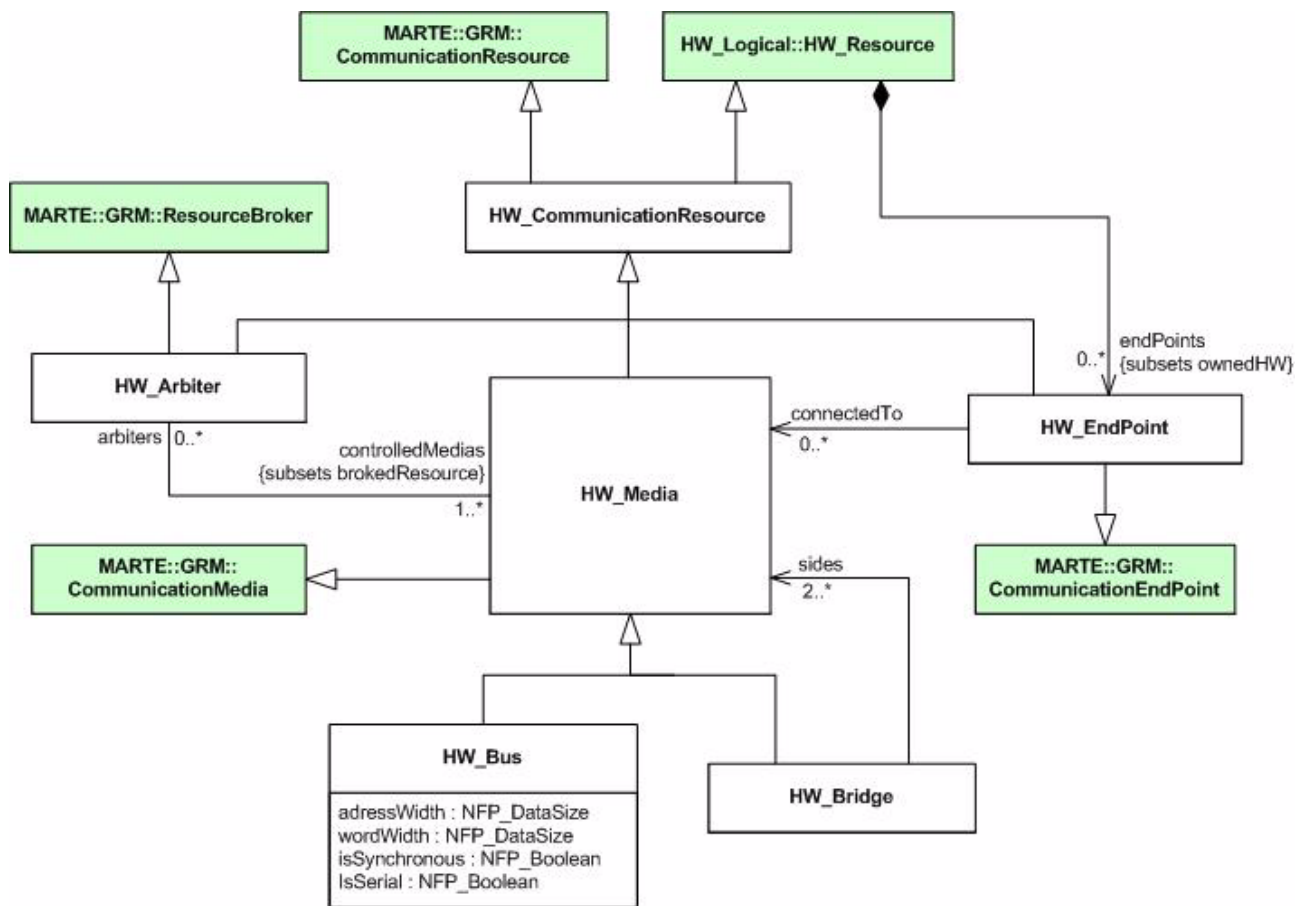 MARTE::GRM::
CommunicationResource
HW_Logical::HW_Resource
MARTE::GRM::ResourceBroker
HW_CommunicationResource
HW_Arbiter
endPoints
0..*
{subsets ownedHW}
arbiters
0..*
controlledMedias
{subsets brokedResource}
1..*
HW_Media
connectedTo
0..*
HW_EndPoint
MARTE::GRM::
CommunicationMedia
sides
2..*
MARTE::GRM::
CommunicationEndPoint
HW_Bus
adressWidth : NFP_DataSize
wordWidth : NFP_DataSize
isSynchronous : NFP_Boolean
IsSerial : NFP_Boolean
HW_Bridge